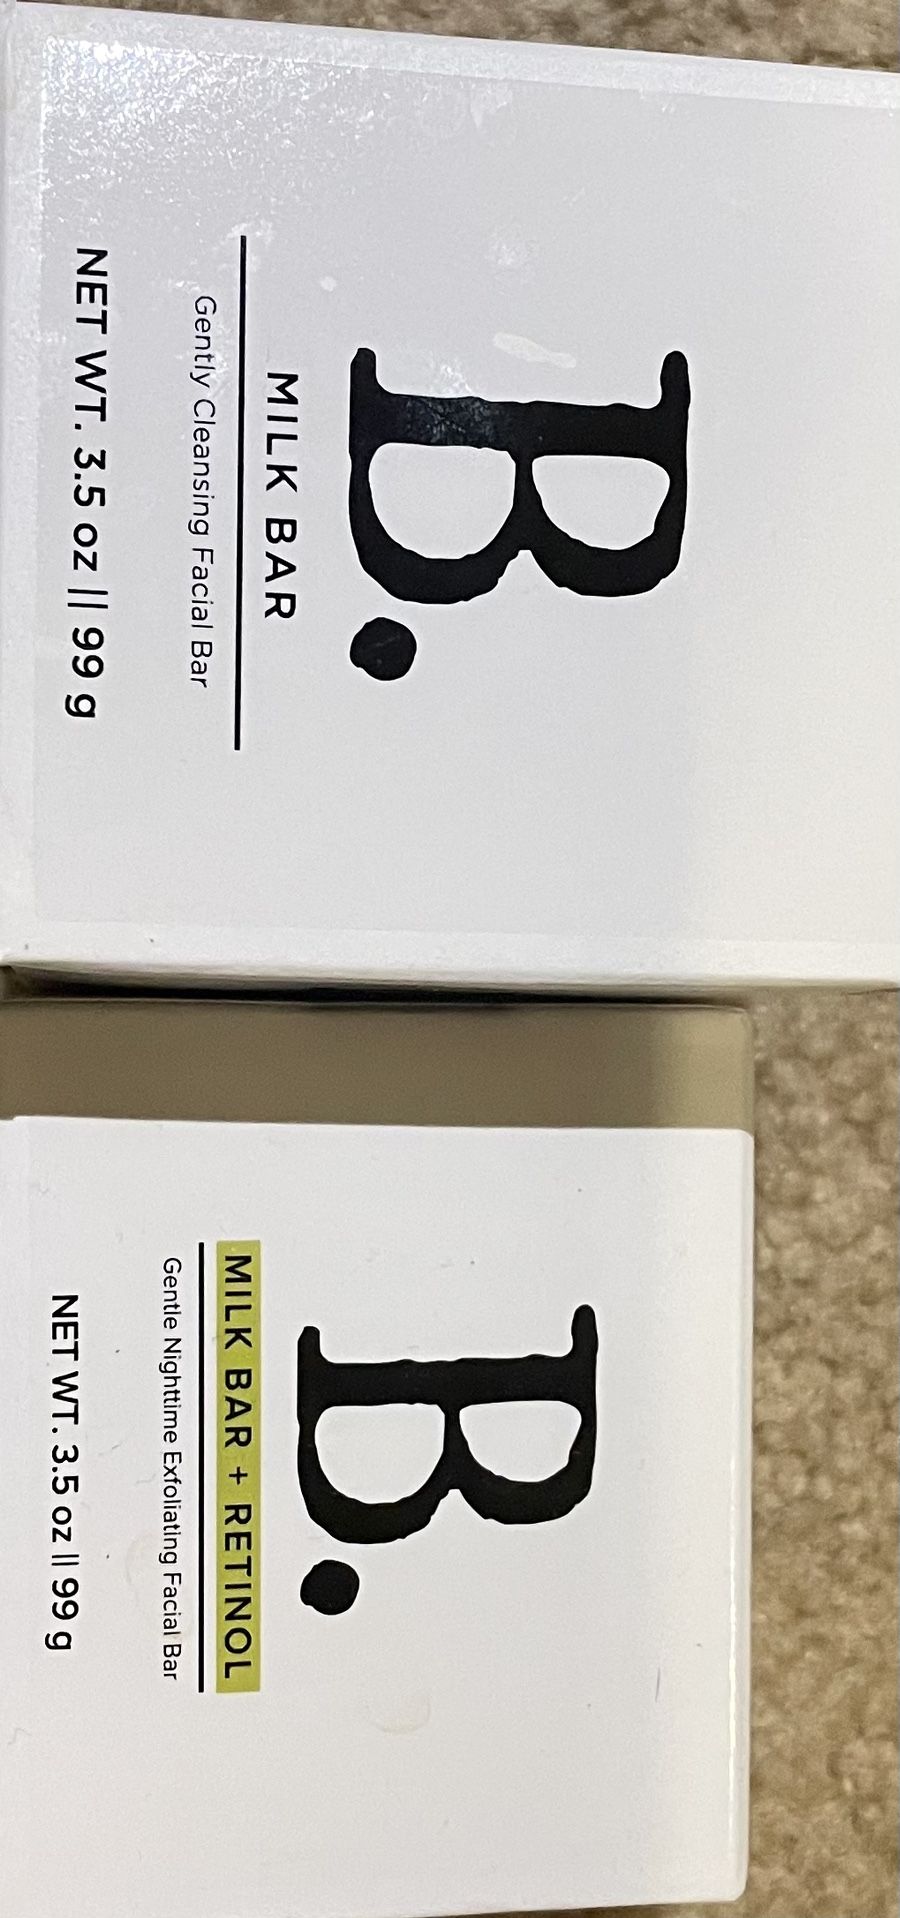 B.
MILK BAR
Gently Cleansing Facial Bar
NET WT. 3.5 oz || 99 g
B.
MILK BAR + RETINOL
Gentle Nighttime Exfoliating Facial Bar
NET WT. 3.5 oz || 99 g